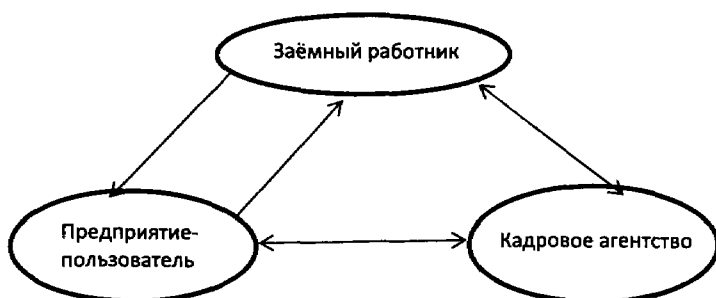 Заёмный работник
Предприятие-
пользователь
Кадровое агентство